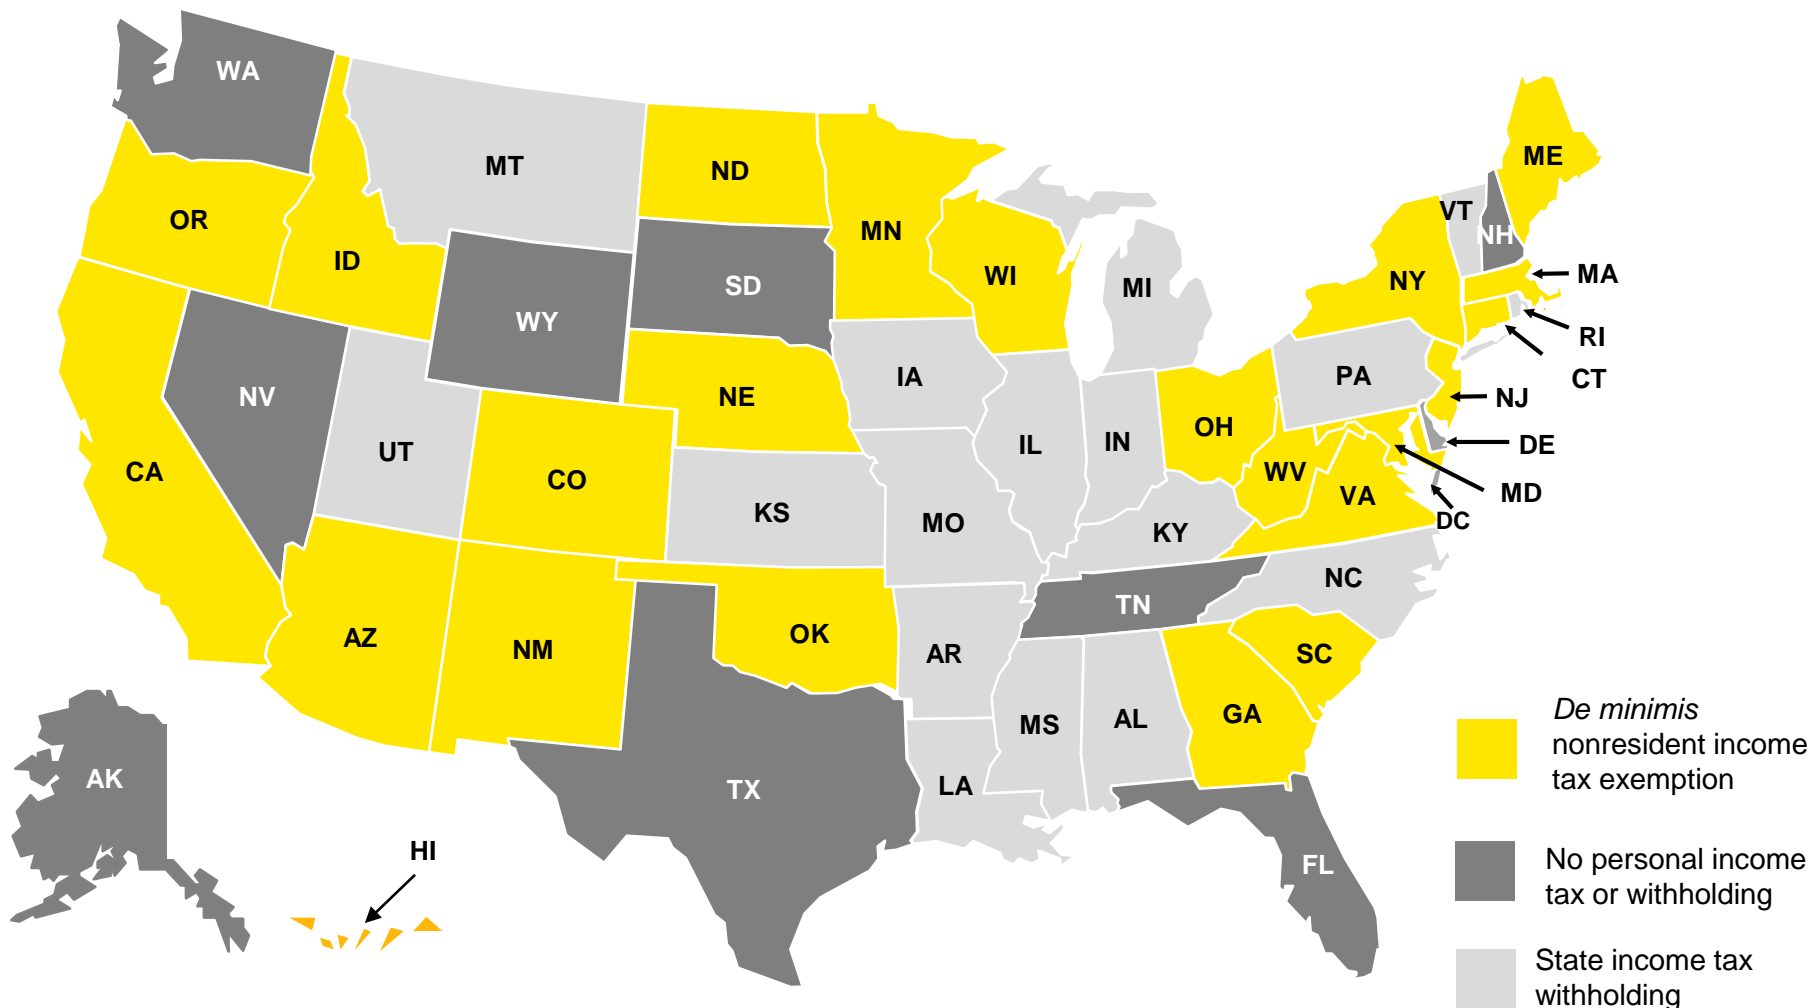 WA
MT
ND
ME
OR
ID
MN
VT
NH
WI
NY
MA
SD
MI
WY
RI
IA
PA
CT
NV
NE
NJ
UT
IL
IN
OH
DE
CA
CO
WV
VA
MD
KS
MO
KY
DC
NC
TN
AZ
NM
OK
AR
SC
MS
AL
GA
De minimis
nonresident income
tax exemption
AK
TX
LA
HI
FL
No personal income
tax or withholding
State income tax
withholding